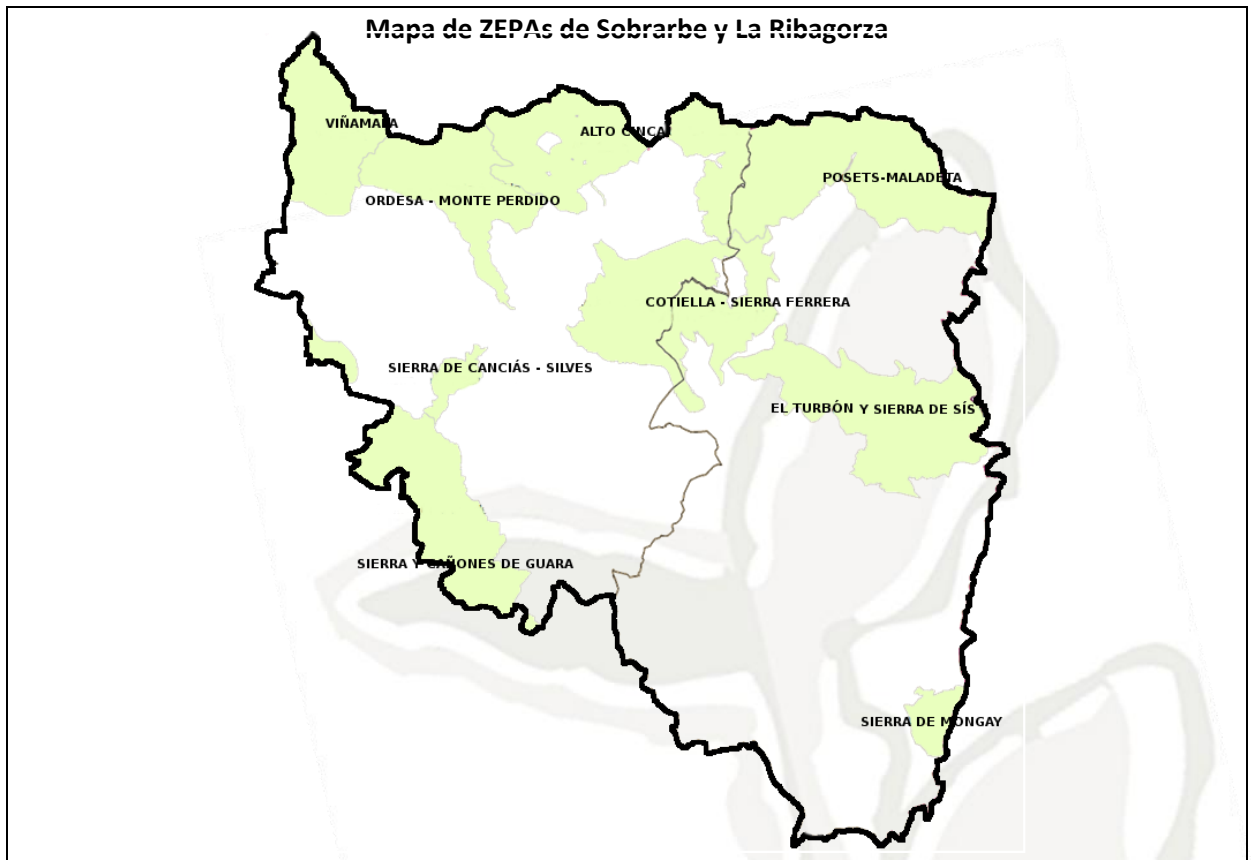 Mapa de ZEPAs de Sobrarbe y La Ribagorza
VIÑAMALA
ALTO CINCA
POSETS-MALADETA
ORDESA - MONTE PERDIDO
COTIELLA - SIERRA FERRERA
SIERRA DE CANCIÁS - SILVES
EL TURBÓN Y SIERRA DE SÍS
SIERRA Y CAÑONES DE GUARA
SIERRA DE MONGAY